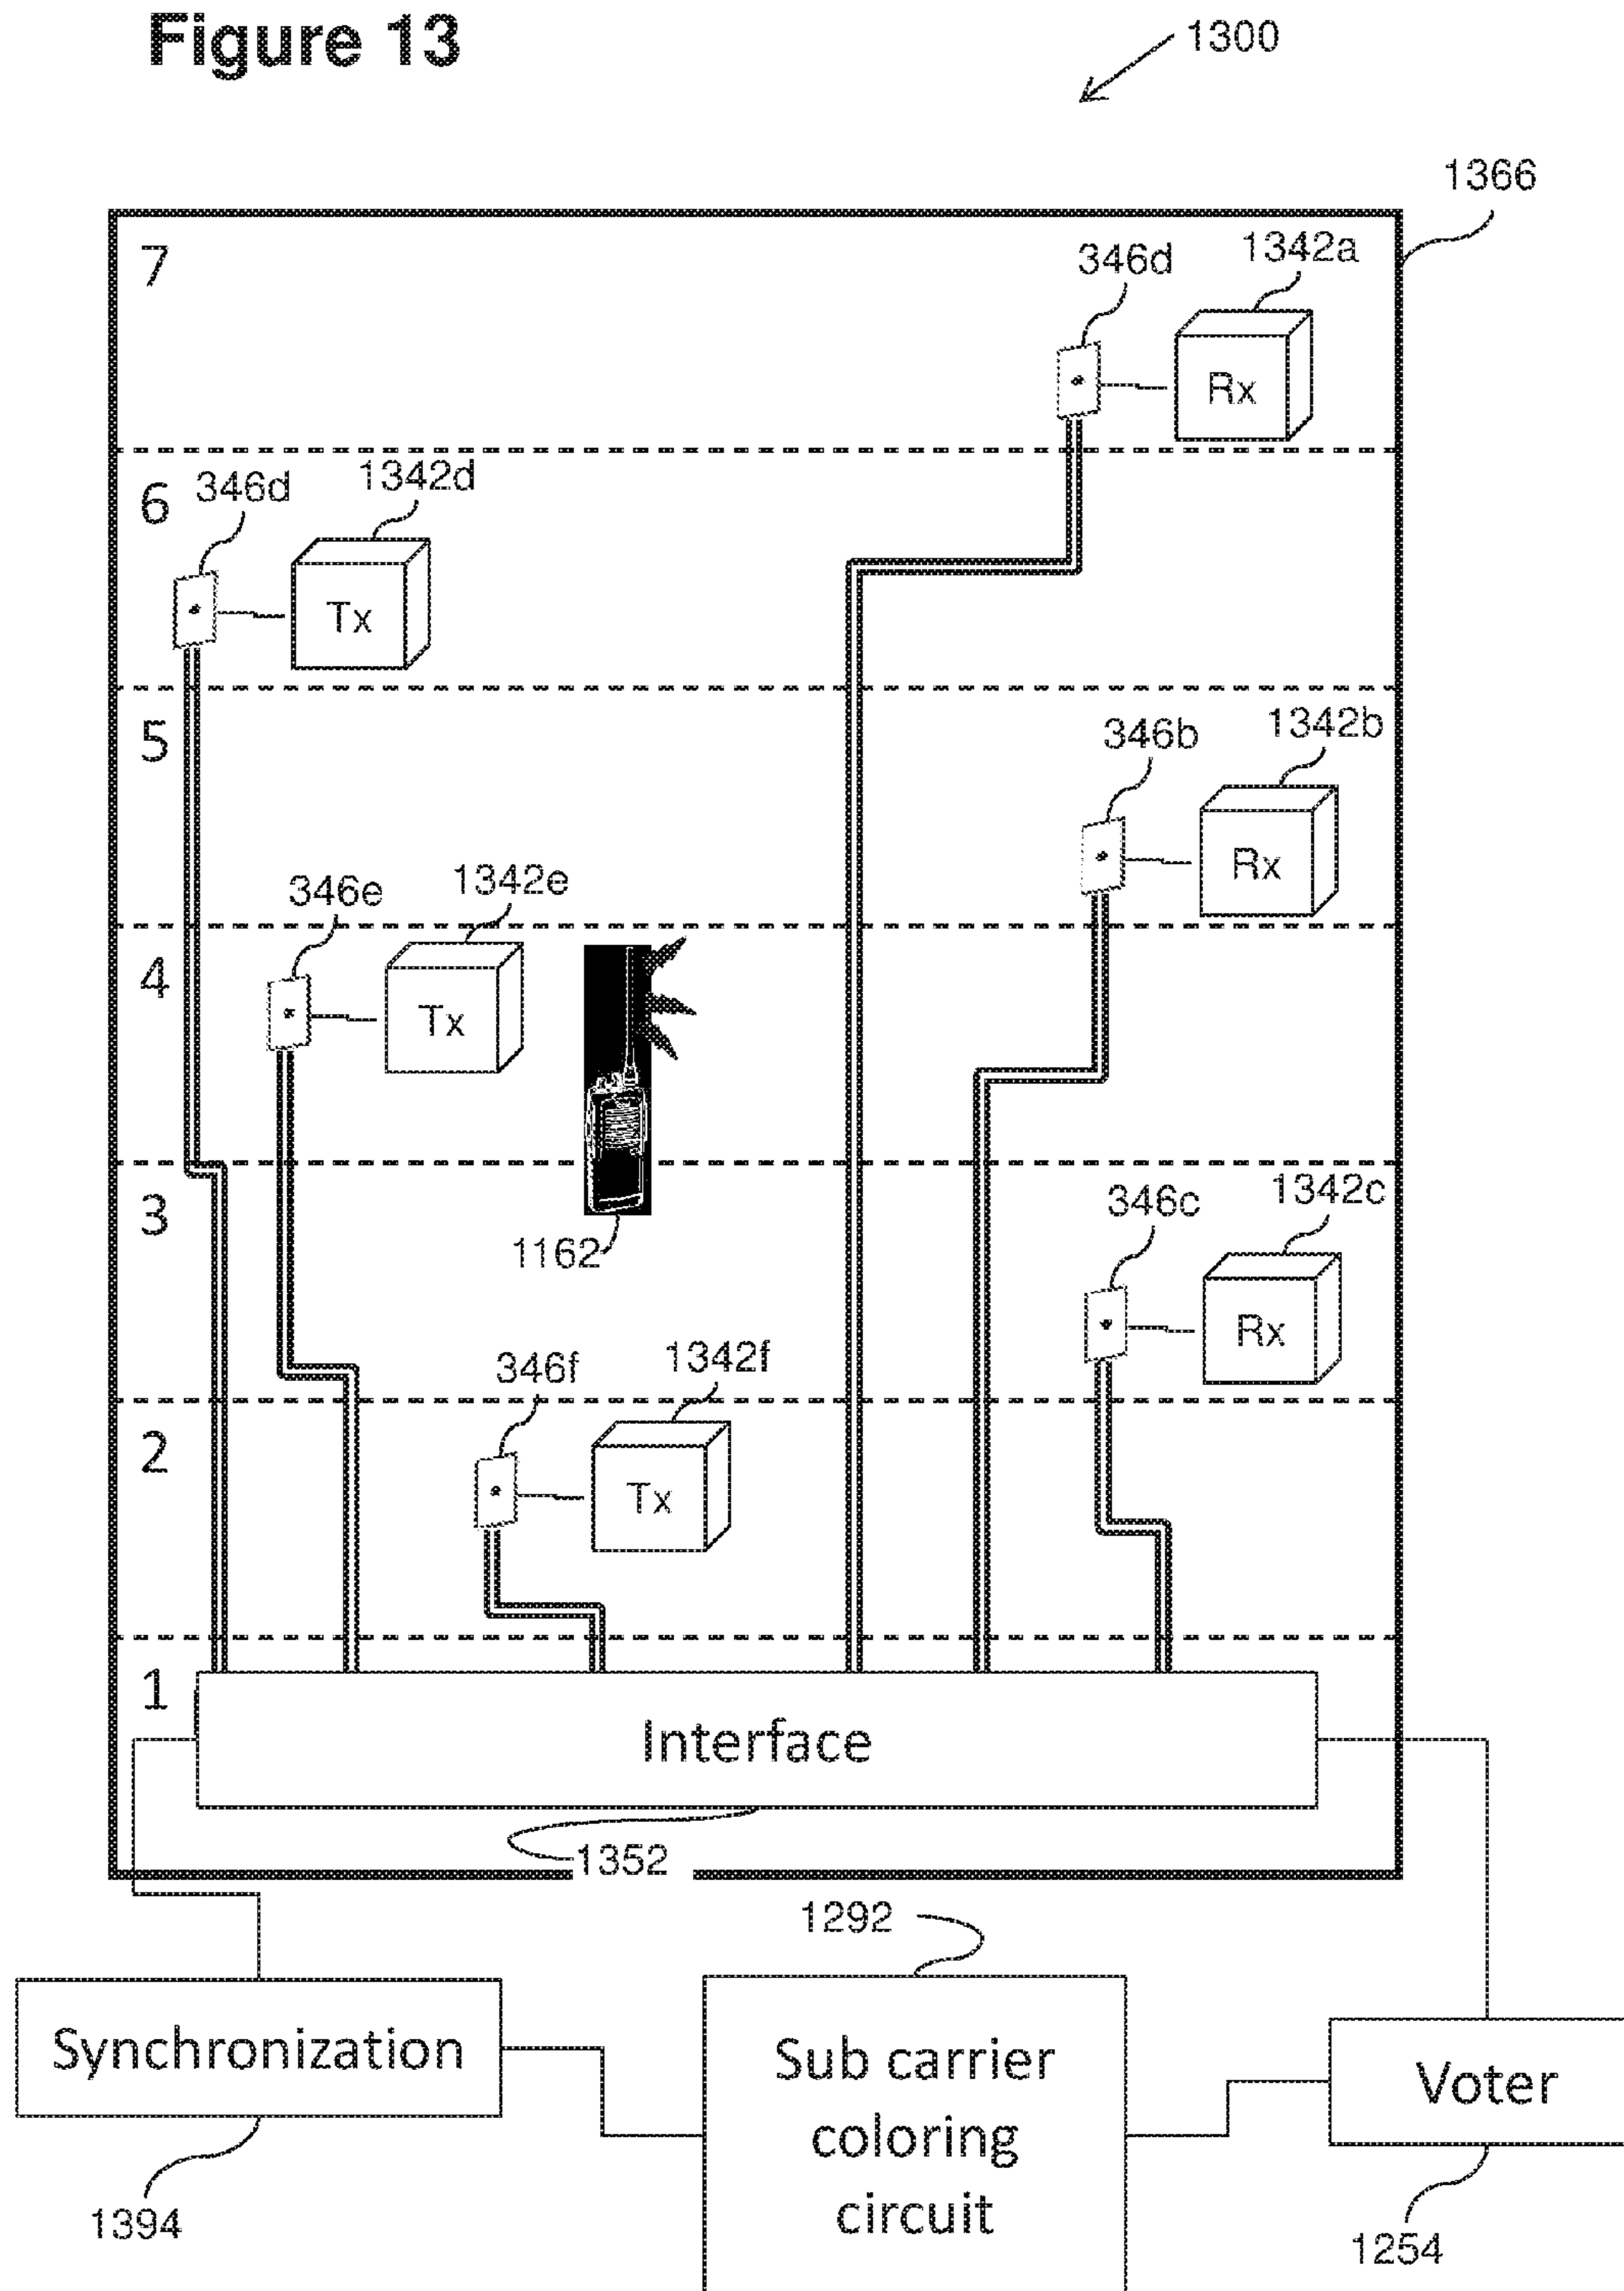 Figure 13
1300
1366
7
346d
1342a
Rx
6
346d
1342d
Tx
5
346b
1342b
Rx
346e
1342e
4
Tx
3
346c
1342c
1162
Rx
346f
1342f
2
Tx
1
Interface
1352
1292
Synchronization
Sub carrier
coloring
circuit
Voter
1394
1254